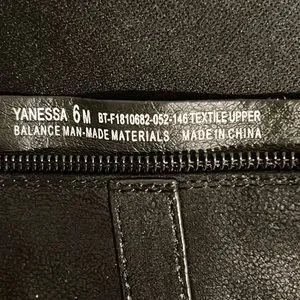 YANESSA 6 M BT-F1810682-052-146 TEXTILE UPPER
BALANCE MAN-MADE MATERIALS MADE IN CHINA